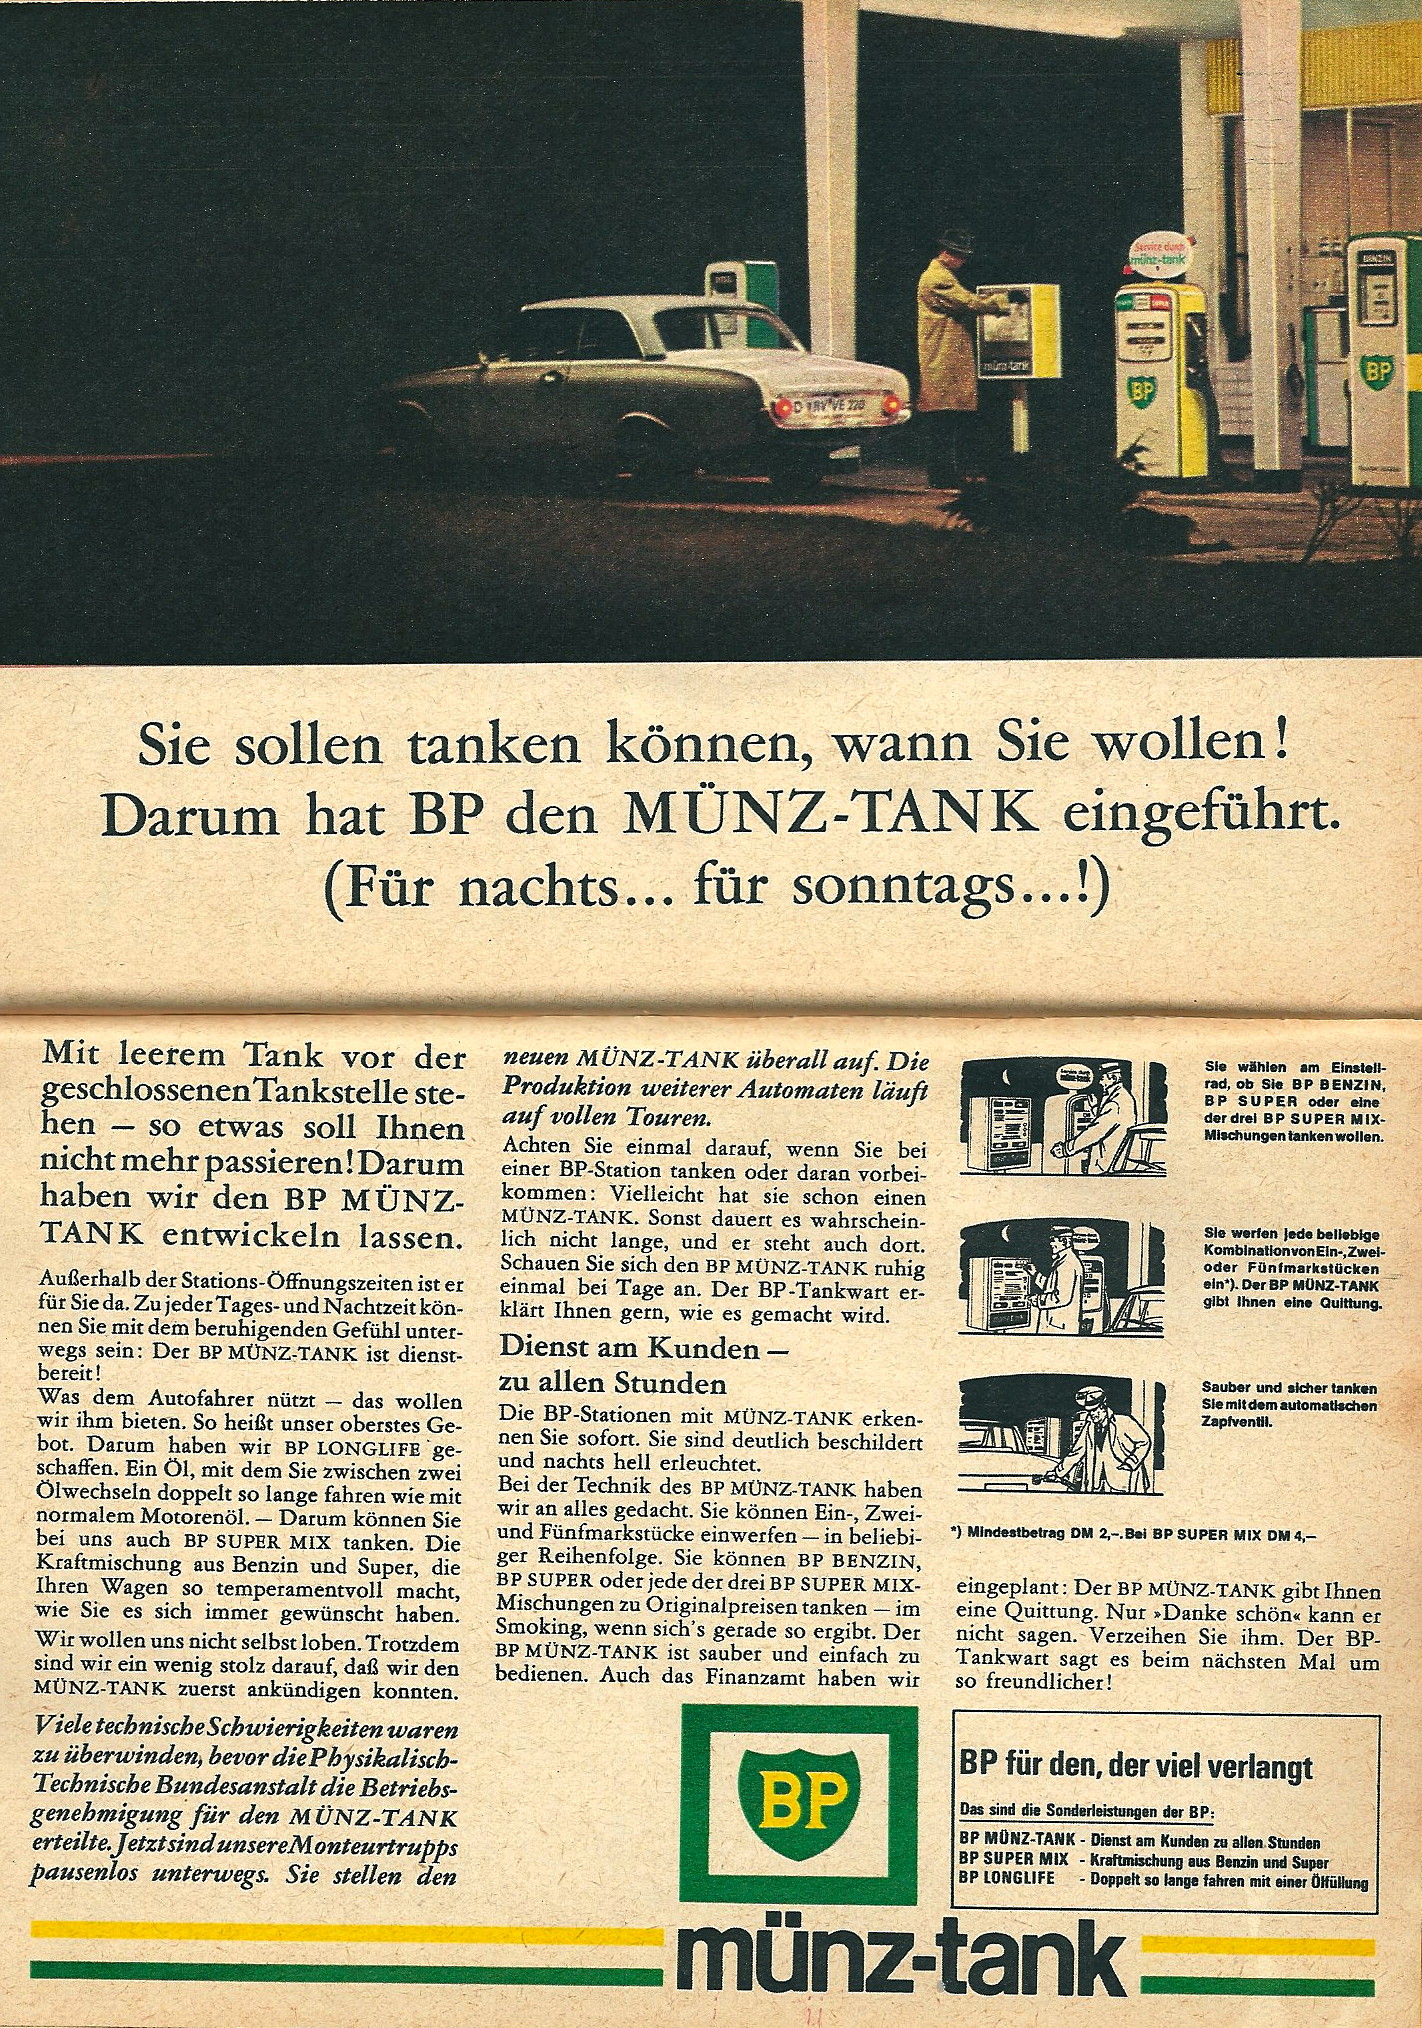 Service durch
münz-tank
BENZIN
BP
BP
münz-tank
Sie sollen tanken können, wann Sie wollen!
Darum hat BP den MÜNZ-TANK eingeführt.
(Für nachts... für sonntags...!)
Mit leerem Tank vor der
geschlossenen Tankstelle ste-
hen — so etwas soll Ihnen
nicht mehr passieren! Darum
haben wir den BP MÜNZ-
TANK entwickeln lassen.
Außerhalb der Stations-Öffnungszeiten ist er
für Sie da. Zu jeder Tages- und Nachtzeit kön-
nen Sie mit dem beruhigenden Gefühl unter-
wegs sein: Der BP MÜNZ-TANK ist dienst-
bereit!
Was dem Autofahrer nützt — das wollen
wir ihm bieten. So heißt unser oberstes Ge-
bot. Darum haben wir BP LONGLIFE ge-
schaffen. Ein Öl, mit dem Sie zwischen zwei
Ölwechseln doppelt so lange fahren wie mit
normalem Motorenöl. — Darum können Sie
bei uns auch BP SUPER MIX tanken. Die
Kraftmischung aus Benzin und Super, die
Ihren Wagen so temperamentvoll macht,
wie Sie es sich immer gewünscht haben.
Wir wollen uns nicht selbst loben. Trotzdem
sind wir ein wenig stolz darauf, daß wir den
MÜNZ-TANK zuerst ankündigen konnten.
Viele technische Schwierigkeiten waren
zu überwinden, bevor die Physikalisch-
Technische Bundesanstalt die Betriebs-
genehmigung für den MÜNZ-TANK
erteilte. Jetzt sind unsere Monteurtrupps
pausenlos unterwegs. Sie stellen den
neuen MÜNZ-TANK überall auf. Die
Produktion weiterer Automaten läuft
auf vollen Touren.
Achten Sie einmal darauf, wenn Sie bei
einer BP-Station tanken oder daran vorbei-
kommen: Vielleicht hat sie schon einen
MÜNZ-TANK. Sonst dauert es wahrschein-
lich nicht lange, und er steht auch dort.
Schauen Sie sich den BP MÜNZ-TANK ruhig
einmal bei Tage an. Der BP-Tankwart er-
klärt Ihnen gern, wie es gemacht wird.
Dienst am Kunden —
zu allen Stunden
Die BP-Stationen mit MÜNZ-TANK erken-
nen Sie sofort. Sie sind deutlich beschildert
und nachts hell erleuchtet.
Bei der Technik des BP MÜNZ-TANK haben
wir an alles gedacht. Sie können Ein-, Zwei-
und Fünfmarkstücke einwerfen — in beliebi-
ger Reihenfolge. Sie können BP BENZIN,
BP SUPER oder jede der drei BP SUPER MIX-
Mischungen zu Originalpreisen tanken — im
Smoking, wenn sich's gerade so ergibt. Der
BP MÜNZ-TANK ist sauber und einfach zu
bedienen. Auch das Finanzamt haben wir
Sie wählen am Einstell-
rad, ob Sie BP BENZIN,
BP SUPER oder eine
der drei BP SUPER MIX-
Mischungen tanken wollen.
Sie werfen jede beliebige
Kombination von Ein-, Zwei-
oder Fünfmarkstücken
ein*). Der BP MÜNZ-TANK
gibt Ihnen eine Quittung.
Sauber und sicher tanken
Sie mit dem automatischen
Zapfventil.
*) Mindestbetrag DM 2,-. Bei BP SUPER MIX DM 4,—
eingeplant: Der BP MÜNZ-TANK gibt Ihnen
eine Quittung. Nur »Danke schön« kann er
nicht sagen. Verzeihen Sie ihm. Der BP-
Tankwart sagt es beim nächsten Mal um
so freundlicher!
BP
BP für den, der viel verlangt
Das sind die Sonderleistungen der BP:
BP MÜNZ-TANK - Dienst am Kunden zu allen Stunden
BP SUPER MIX - Kraftmischung aus Benzin und Super
BP LONGLIFE - Doppelt so lange fahren mit einer Ölfüllung
münz-tank